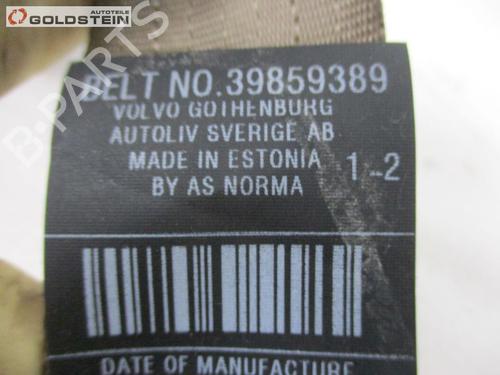 autoteile
GOLDSTEIN
B-PARTS
BELT NO.39859389
VOLVO GOTHENBURG
AUTOLIV SVERIGE AB
MADE IN ESTONIA 1-2
BY AS NORMA
DATE OF MANUFACTURE